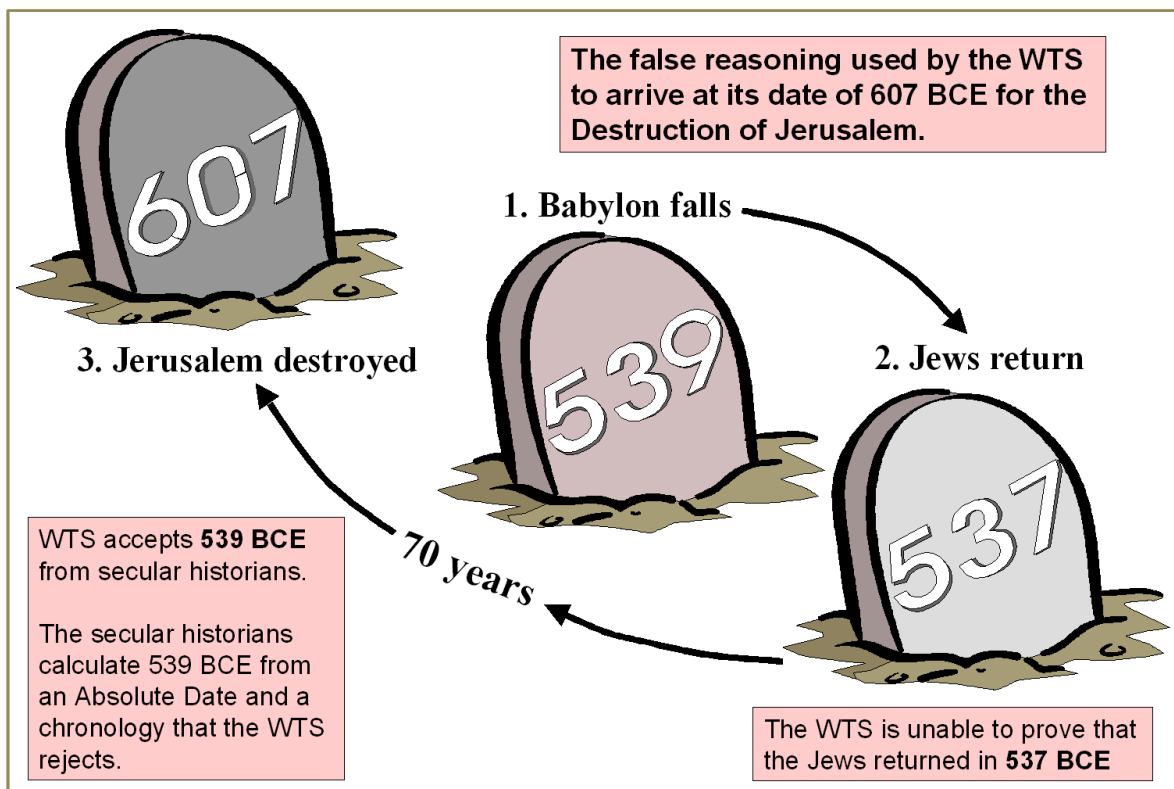 The false reasoning used by the WTS
to arrive at its date of 607 BCE for the
Destruction of Jerusalem.
607
1. Babylon falls
3. Jerusalem destroyed
539
2. Jews return
537
70 years
WTS accepts 539 BCE
from secular historians.
The secular historians
calculate 539 BCE from
an Absolute Date and a
chronology that the WTS
rejects.
The WTS is unable to prove that
the Jews returned in 537 BCE